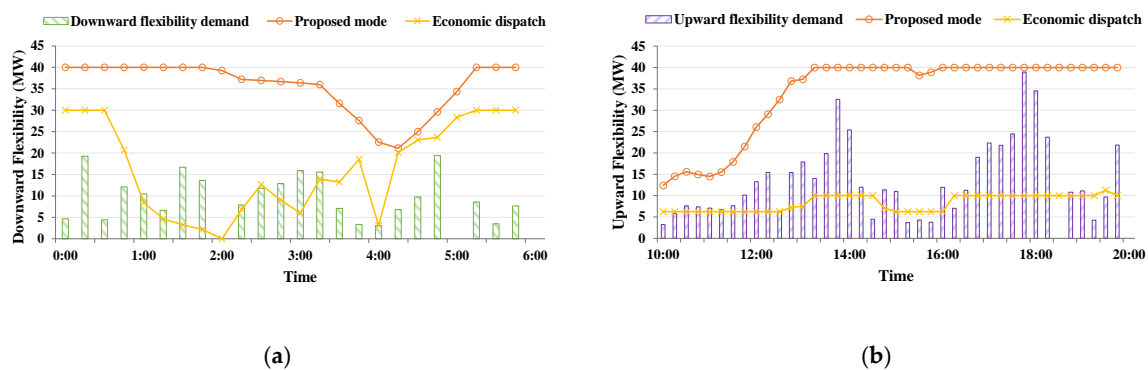 Downward flexibility demand Proposed mode Economic dispatch
45
40
35
30
25
20
15
10
5
0
Downward Flexibility (MW)
0:00 1:00 2:00 3:00 4:00 5:00 6:00
Time
(a)
Upward flexibility demand Proposed mode Economic dispatch
45
40
35
30
25
20
15
10
5
0
Upward Flexibility (MW)
10:00 12:00 14:00 16:00 18:00 20:00
Time
(b)